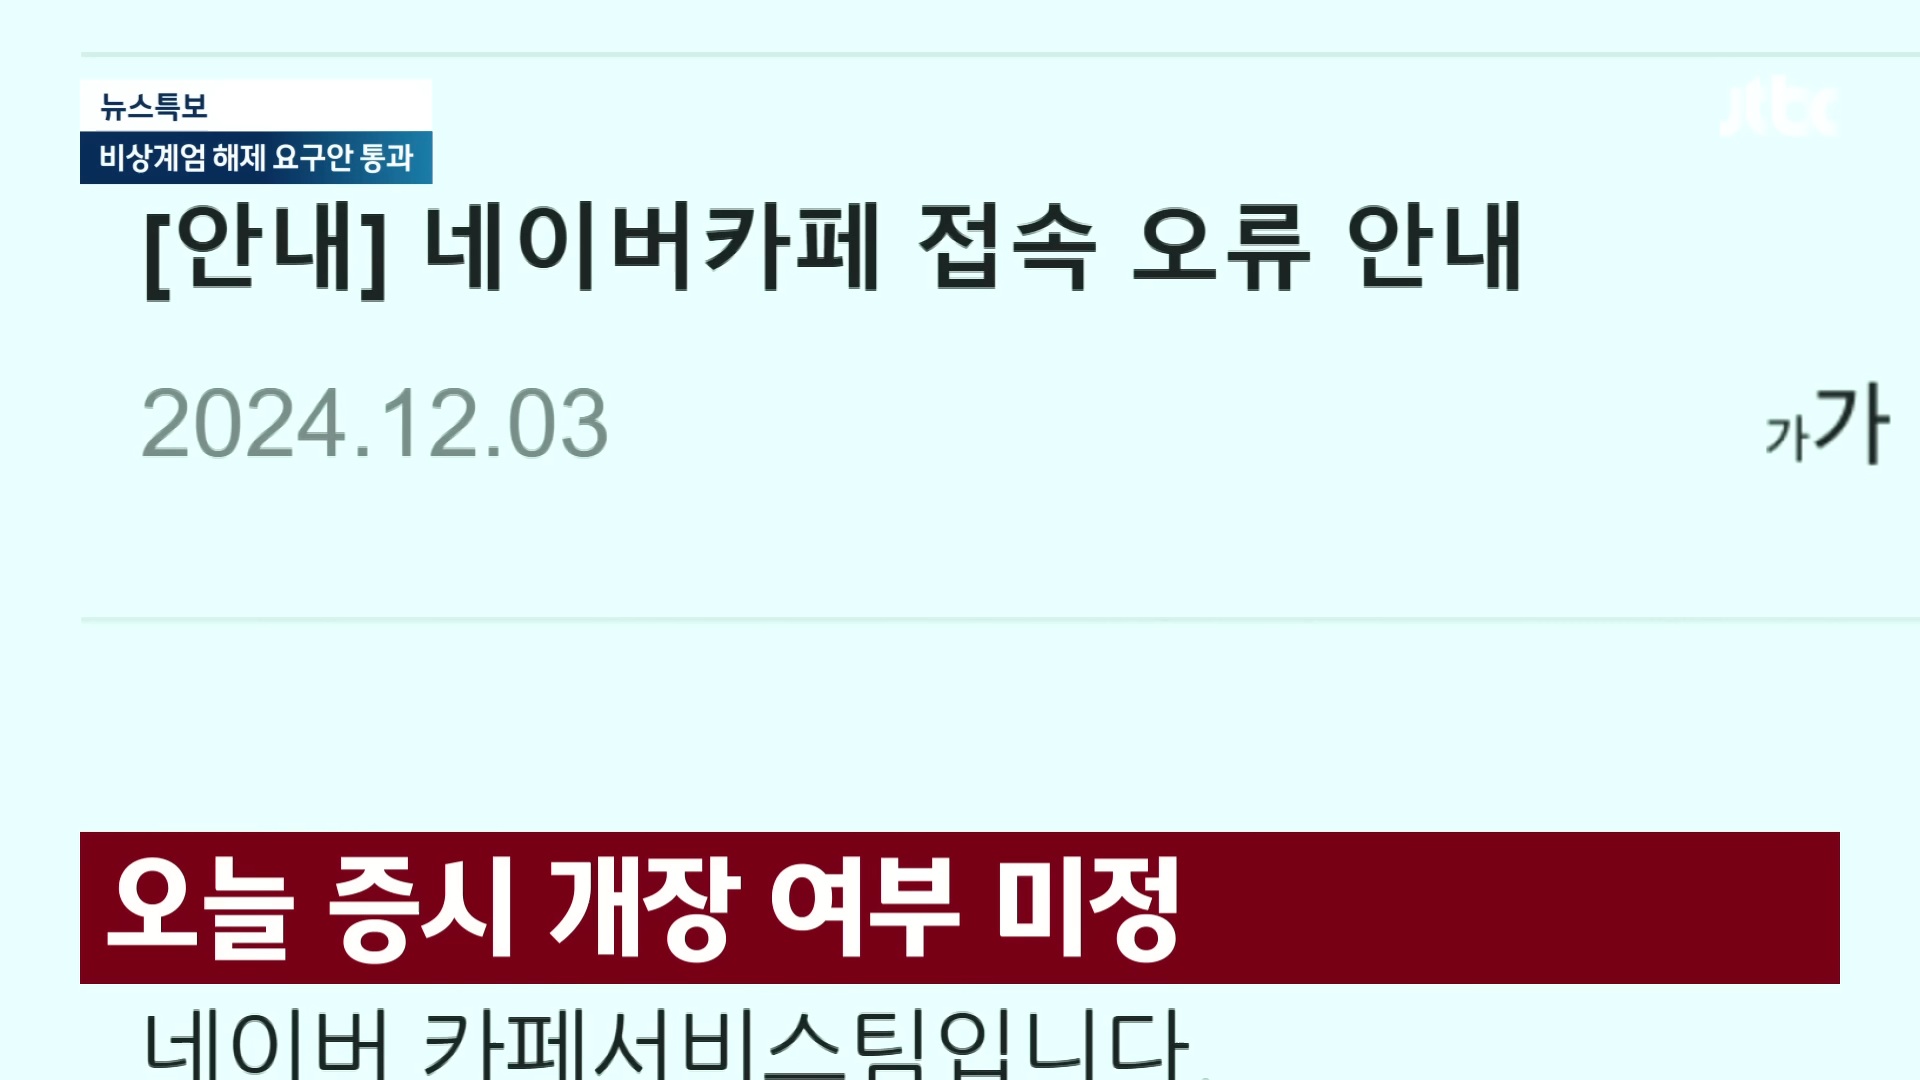 뉴스특보
jtbc
비상계엄 해제 요구안 통과
[안내] 네이버카페 접속 오류 안내
2024.12.03
가가
오늘 증시 개장 여부 미정
네이버 카페서비스팀입니다.